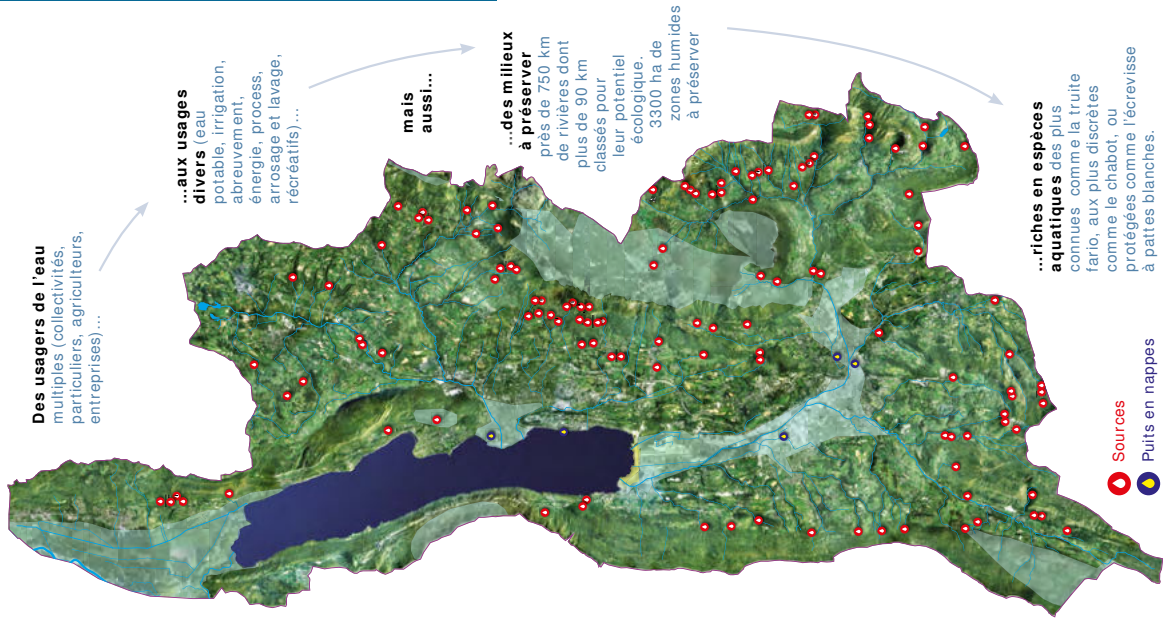 Des usagers de l'eau
multiples (collectivités,
particuliers, agriculteurs,
entreprises)...
...aux usages
divers (eau
potable, irrigation,
abreuvement,
énergie, process,
arrosage et lavage,
récréatifs)...
mais
aussi...
...des milieux
à préserver
près de 750 km
de rivières dont
plus de 90 km
classés pour
leur potentiel
écologique.
3300 ha de
zones humides
à préserver
...riches en espèces
aquatiques des plus
connues comme la truite
fario, aux plus discrètes
comme le chabot, ou
protégées comme l'écrevisse
à pattes blanches.
Sources
Puits en nappes